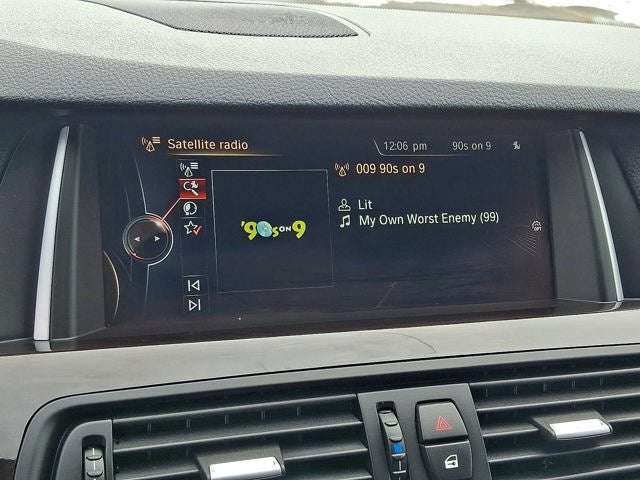 Satellite radio
12:06 pm
90s on 9
009 90s on 9
Lit
My Own Worst Enemy (99)
'90s ON 9
OPT